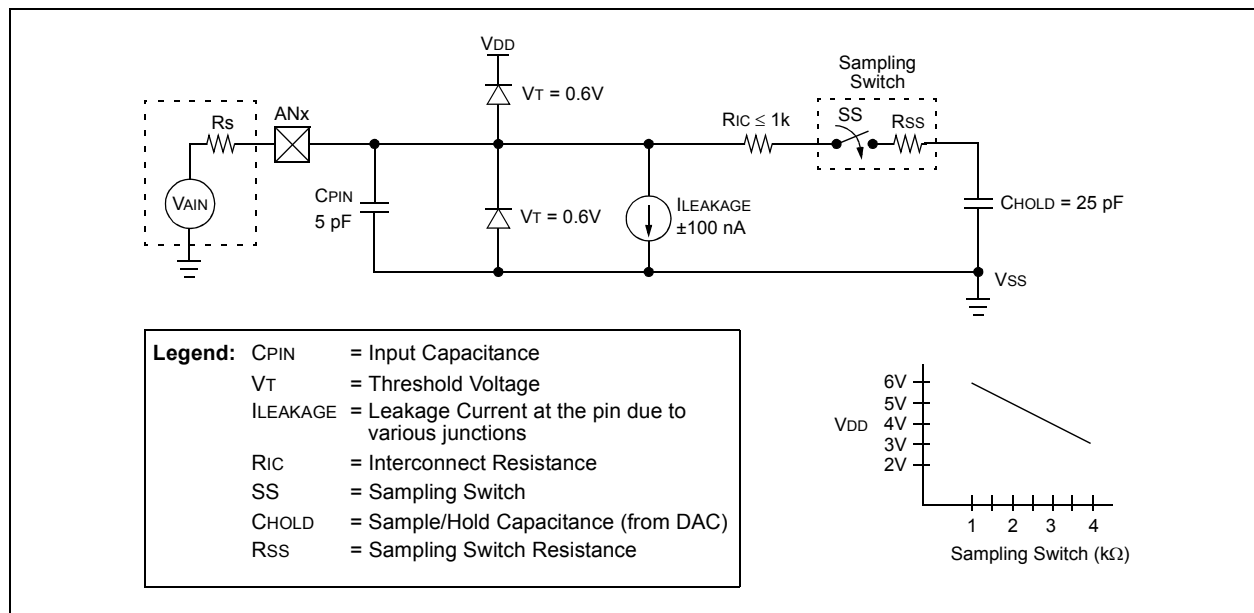 VDD
Sampling
Switch
VT = 0.6V
ANx
Rs
RIC ≤ 1k
SS
RSS
VAIN
CPIN
5 pF
VT = 0.6V
ILEAKAGE
±100 nA
CHOLD = 25 pF
VSS
Legend: CPIN = Input Capacitance
VT = Threshold Voltage
ILEAKAGE = Leakage Current at the pin due to
various junctions
RIC = Interconnect Resistance
SS = Sampling Switch
CHOLD = Sample/Hold Capacitance (from DAC)
RSS = Sampling Switch Resistance
6V
5V
VDD
4V
3V
2V
1 2 3 4
Sampling Switch (kΩ)